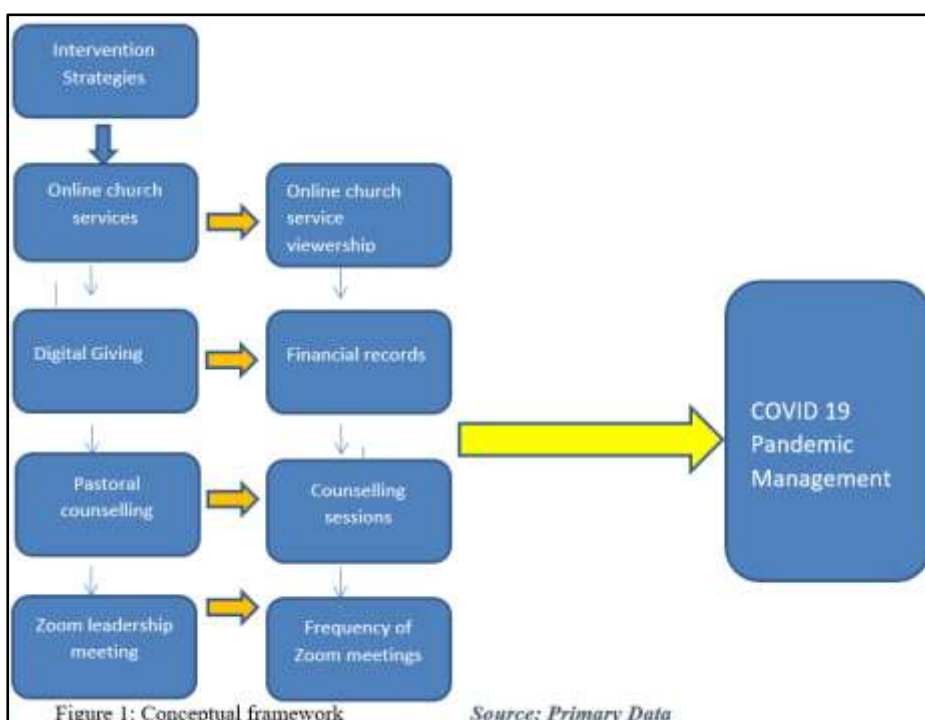 Intervention
Strategies
Online church
services
Online church
service
viewership
Digital Giving
Financial records
COVID 19
Pandemic
Management
Pastoral
counselling
Counselling
sessions
Zoom leadership
meeting
Frequency of
Zoom meetings
Figure 1: Conceptual framework
Source: Primary Data